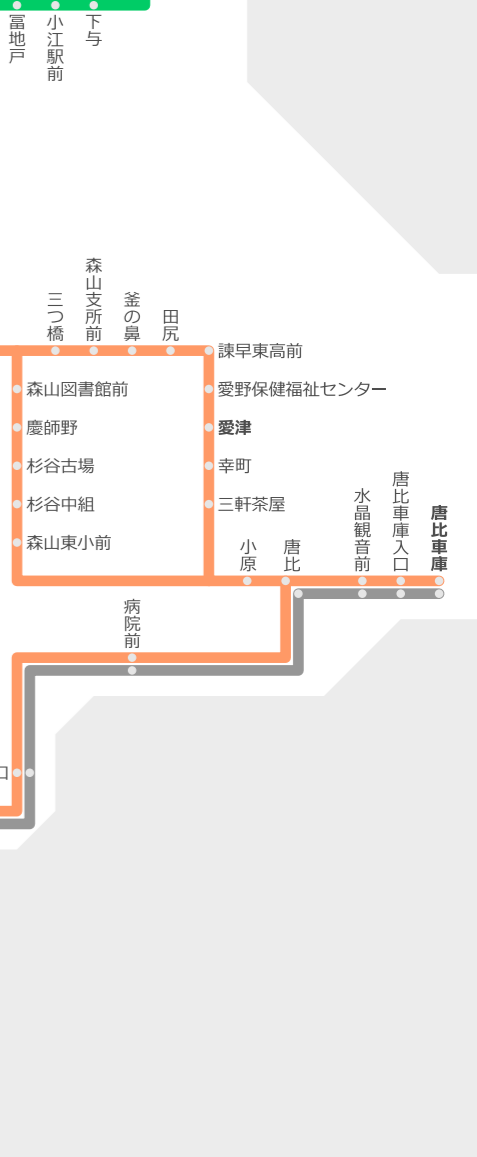 冨地戸
小江駅前
下与
三つ橋
森山支所前
釜の鼻
田尻
諫早東高前
森山図書館前
愛野保健福祉センター
慶師野
愛津
杉谷古場
幸町
杉谷中組
三軒茶屋
森山東小前
小原
唐比
水晶観音前
唐比車庫入口
唐比車庫
病院前
口